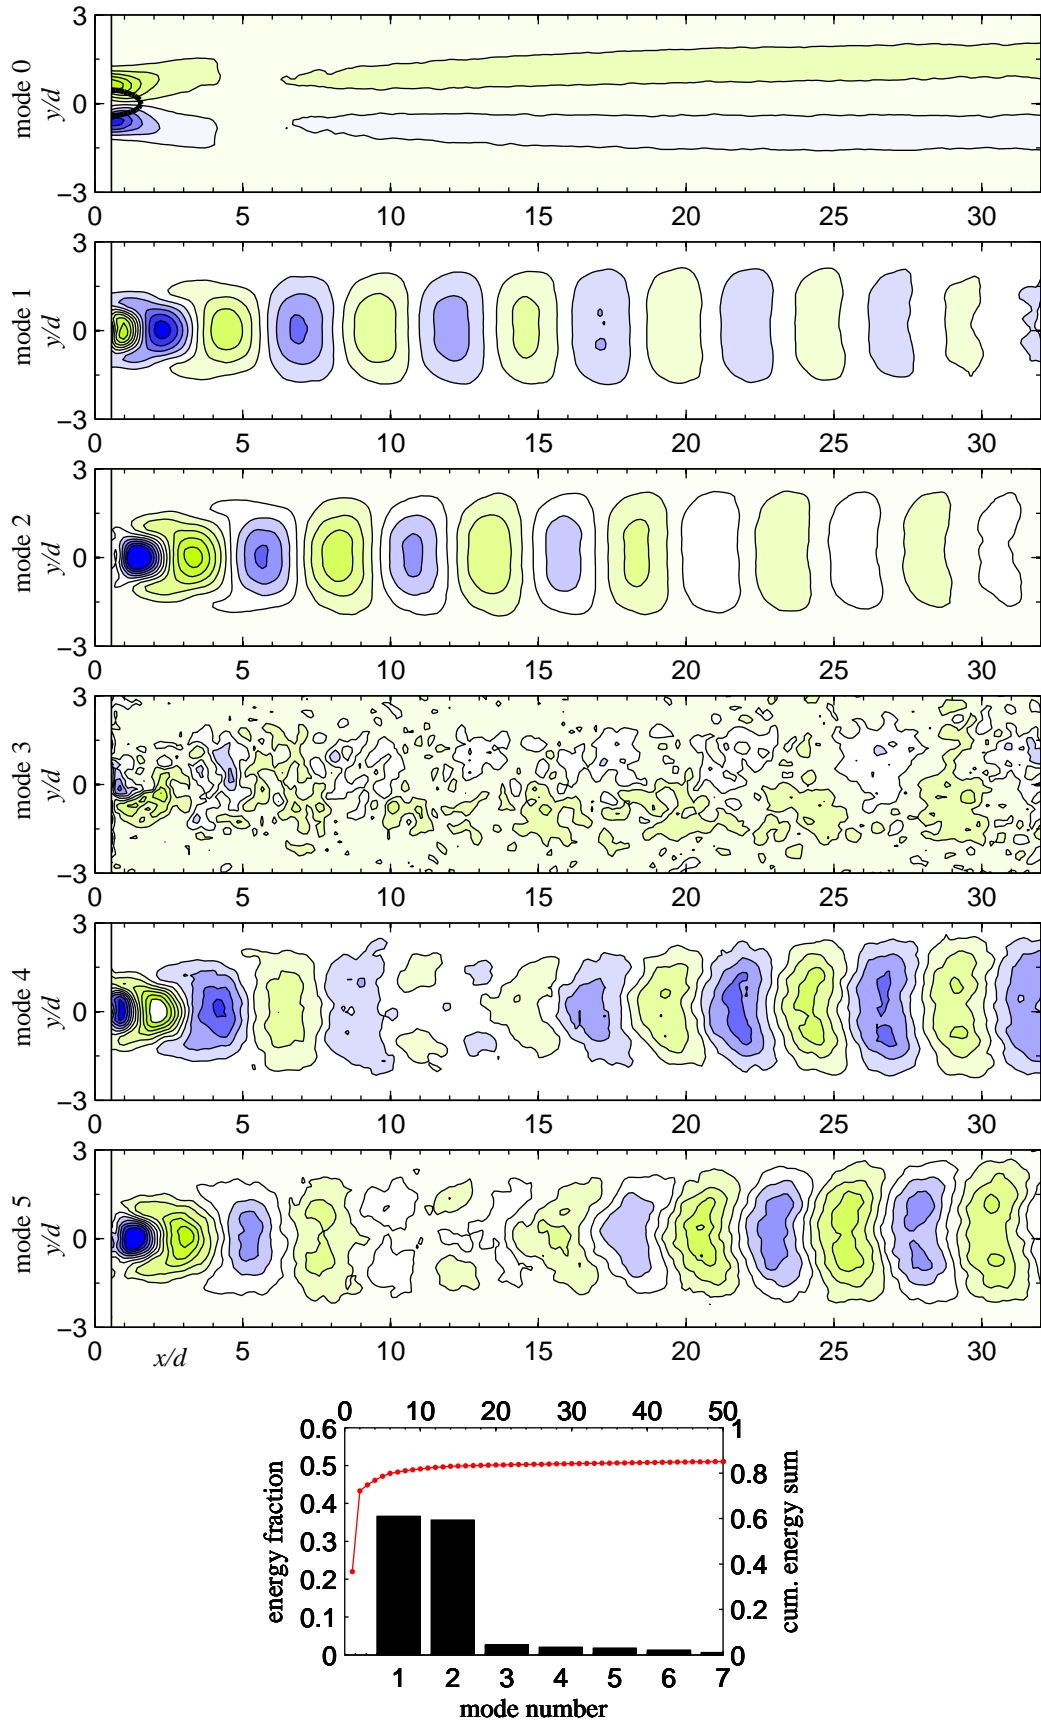 3
0
−3
mode 0
y/d
0 5 10 15 20 25 30
3
0
−3
mode 1
y/d
0 5 10 15 20 25 30
3
0
−3
mode 2
y/d
0 5 10 15 20 25 30
3
0
−3
mode 3
y/d
0 5 10 15 20 25 30
3
0
−3
mode 4
y/d
0 5 10 15 20 25 30
3
0
−3
mode 5
y/d
0 5 10 15 20 25 30
x/d
0 10 20 30 40 50
0.6
0.5
0.4
0.3
0.2
0.1
0
energy fraction
1
0.8
0.6
0.4
0.2
0
cum. energy sum
1 2 3 4 5 6 7
mode number